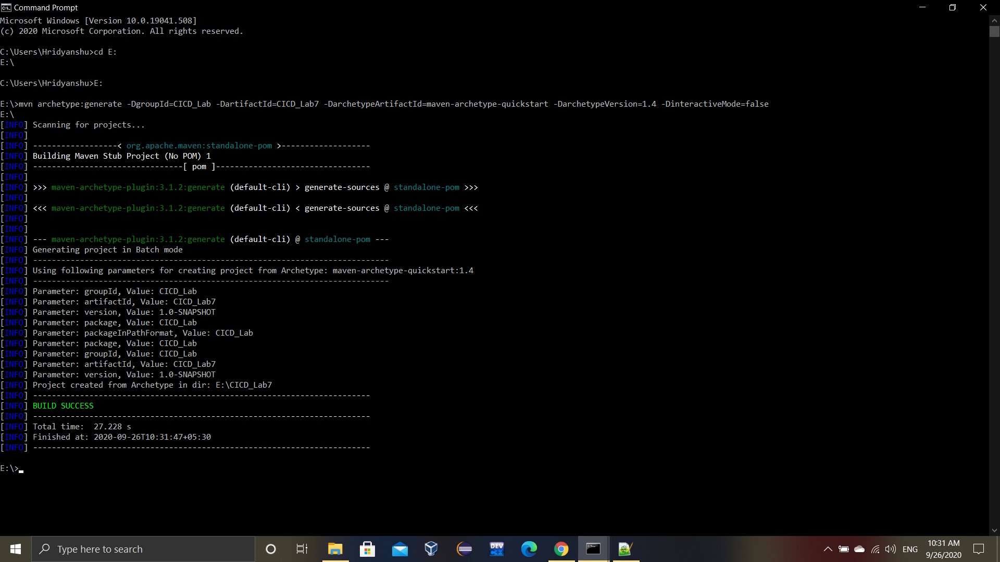 Command Prompt
Microsoft Windows [Version 10.0.19041.508]
(c) 2020 Microsoft Corporation. All rights reserved.
C:\Users\Hridyanshu>cd E:
E:\
C:\Users\Hridyanshu>E:
E:\>mvn archetype:generate -DgroupId=CICD_Lab -DartifactId=CICD_Lab7 -DarchetypeArtifactId=maven-archetype-quickstart -DarchetypeVersion=1.4 -DinteractiveMode=false
E:\
[INFO] Scanning for projects...
[INFO]
[INFO] ------------------< org.apache.maven:standalone-pom >-------------------
[INFO] Building Maven Stub Project (No POM) 1
[INFO] --------------------------------[ pom ]---------------------------------
[INFO]
[INFO] >>> maven-archetype-plugin:3.1.2:generate (default-cli) > generate-sources @ standalone-pom >>>
[INFO]
[INFO] <<< maven-archetype-plugin:3.1.2:generate (default-cli) < generate-sources @ standalone-pom <<<
[INFO]
[INFO]
[INFO] --- maven-archetype-plugin:3.1.2:generate (default-cli) @ standalone-pom ---
[INFO] Generating project in Batch mode
[INFO] ----------------------------------------------------------------------------
[INFO] Using following parameters for creating project from Archetype: maven-archetype-quickstart:1.4
[INFO] ----------------------------------------------------------------------------
[INFO] Parameter: groupId, Value: CICD_Lab
[INFO] Parameter: artifactId, Value: CICD_Lab7
[INFO] Parameter: version, Value: 1.0-SNAPSHOT
[INFO] Parameter: package, Value: CICD_Lab
[INFO] Parameter: packageInPathFormat, Value: CICD_Lab
[INFO] Parameter: package, Value: CICD_Lab
[INFO] Parameter: groupId, Value: CICD_Lab
[INFO] Parameter: artifactId, Value: CICD_Lab7
[INFO] Parameter: version, Value: 1.0-SNAPSHOT
[INFO] Project created from Archetype in dir: E:\CICD_Lab7
[INFO] ------------------------------------------------------------------------
[INFO] BUILD SUCCESS
[INFO] ------------------------------------------------------------------------
[INFO] Total time:  27.228 s
[INFO] Finished at: 2020-09-26T10:31:47+05:30
[INFO] ------------------------------------------------------------------------
E:\>
Type here to search
DEV C++
ENG
10:31 AM
9/26/2020